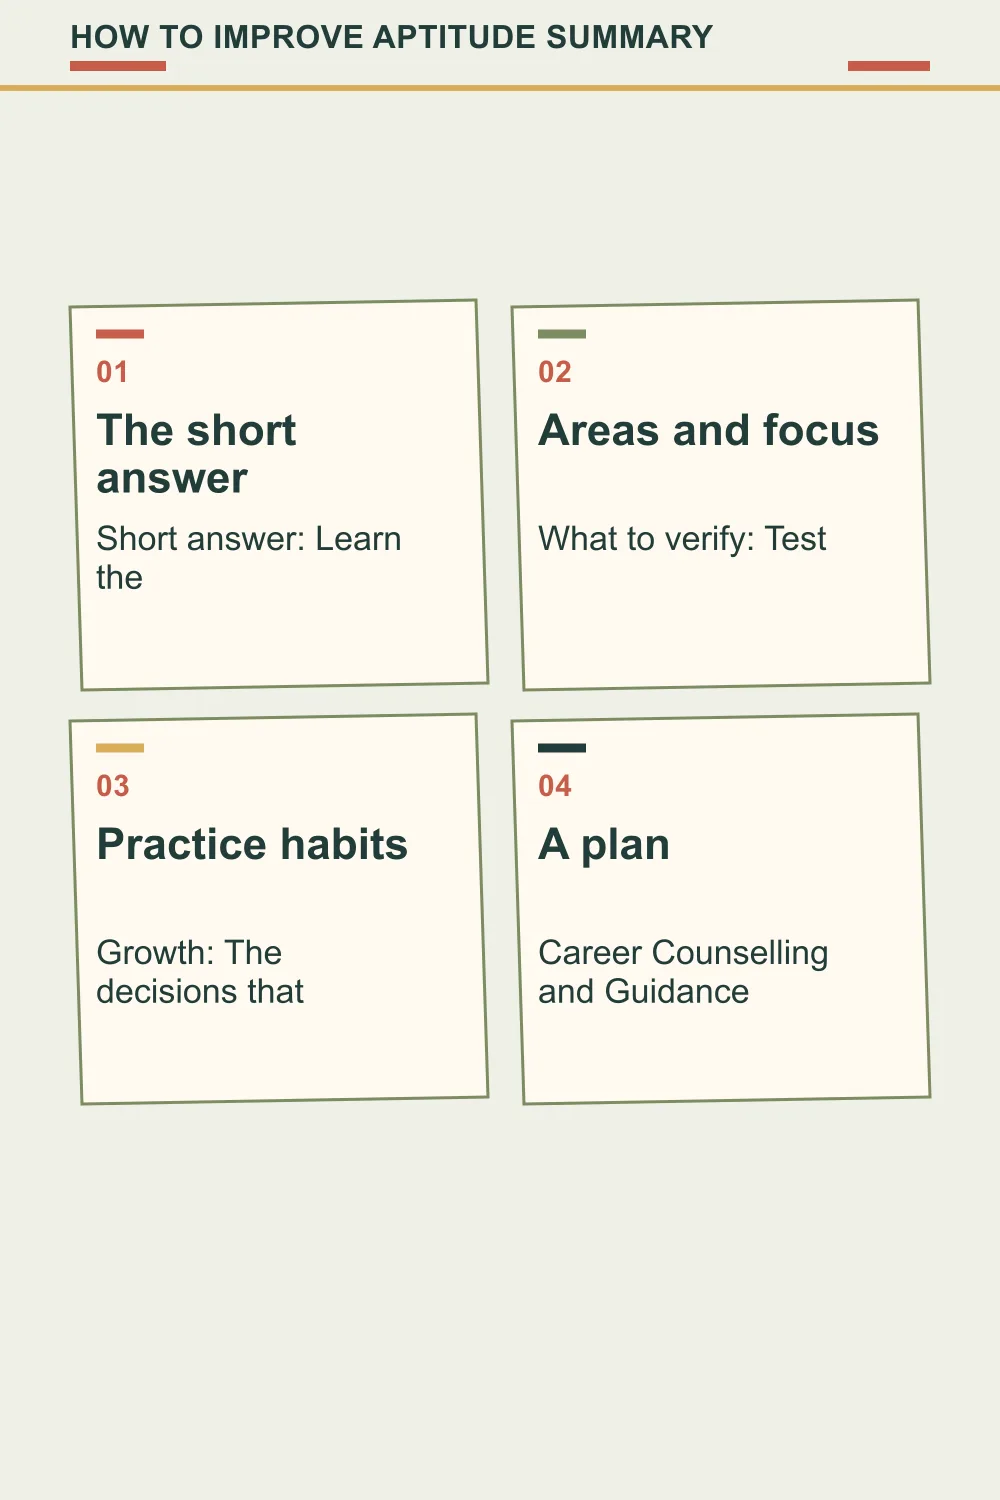 HOW TO IMPROVE APTITUDE SUMMARY
01
The short
answer
Short answer: Learn
the
02
Areas and focus
What to verify: Test
03
Practice habits
Growth: The
decisions that
04
A plan
Career Counselling
and Guidance